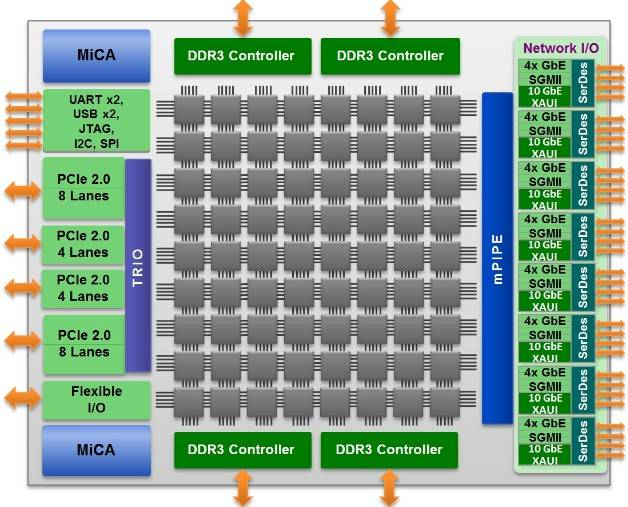 MiCA
DDR3 Controller
DDR3 Controller
UART x2,
USB x2,
JTAG,
I2C, SPI
PCIe 2.0
8 Lanes
PCIe 2.0
4 Lanes
PCIe 2.0
4 Lanes
PCIe 2.0
8 Lanes
TRIO
Flexible
I/O
MiCA
DDR3 Controller
DDR3 Controller
mPIPE
Network I/O
4x GbE
SGMII
10 GbE
XAUI
SerDes
4x GbE
SGMII
10 GbE
XAUI
SerDes
4x GbE
SGMII
10 GbE
XAUI
SerDes
4x GbE
SGMII
10 GbE
XAUI
SerDes
4x GbE
SGMII
10 GbE
XAUI
SerDes
4x GbE
SGMII
10 GbE
XAUI
SerDes
4x GbE
SGMII
10 GbE
XAUI
SerDes
4x GbE
SGMII
10 GbE
XAUI
SerDes